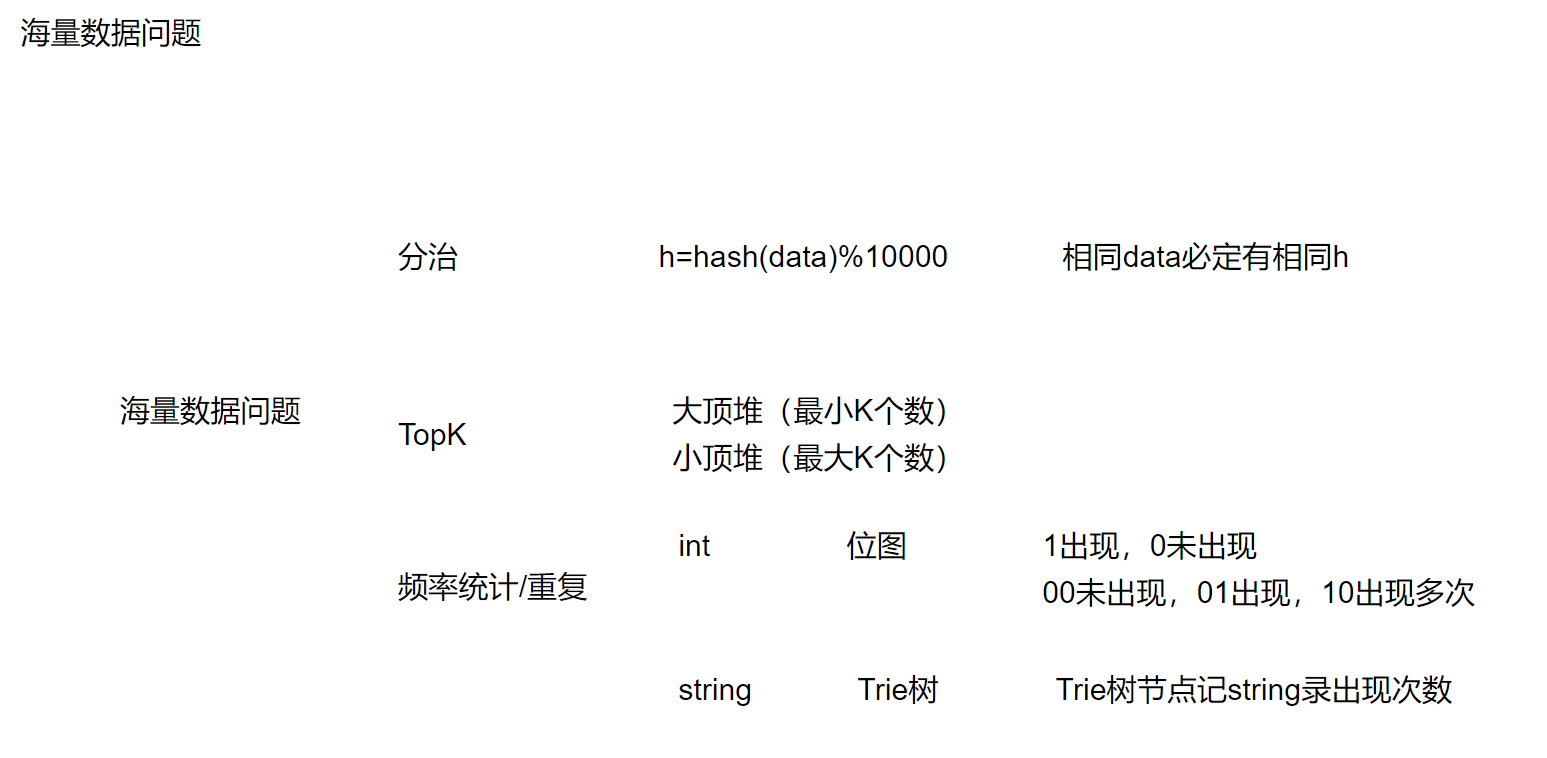 海量数据问题
分治 h=hash(data)%10000 相同data必定有相同h
海量数据问题
TopK
大顶堆（最小K个数）
小顶堆（最大K个数）
频率统计/重复
int 位图 1出现，0未出现
00未出现，01出现，10出现多次
string Trie树 Trie树节点记string录出现次数